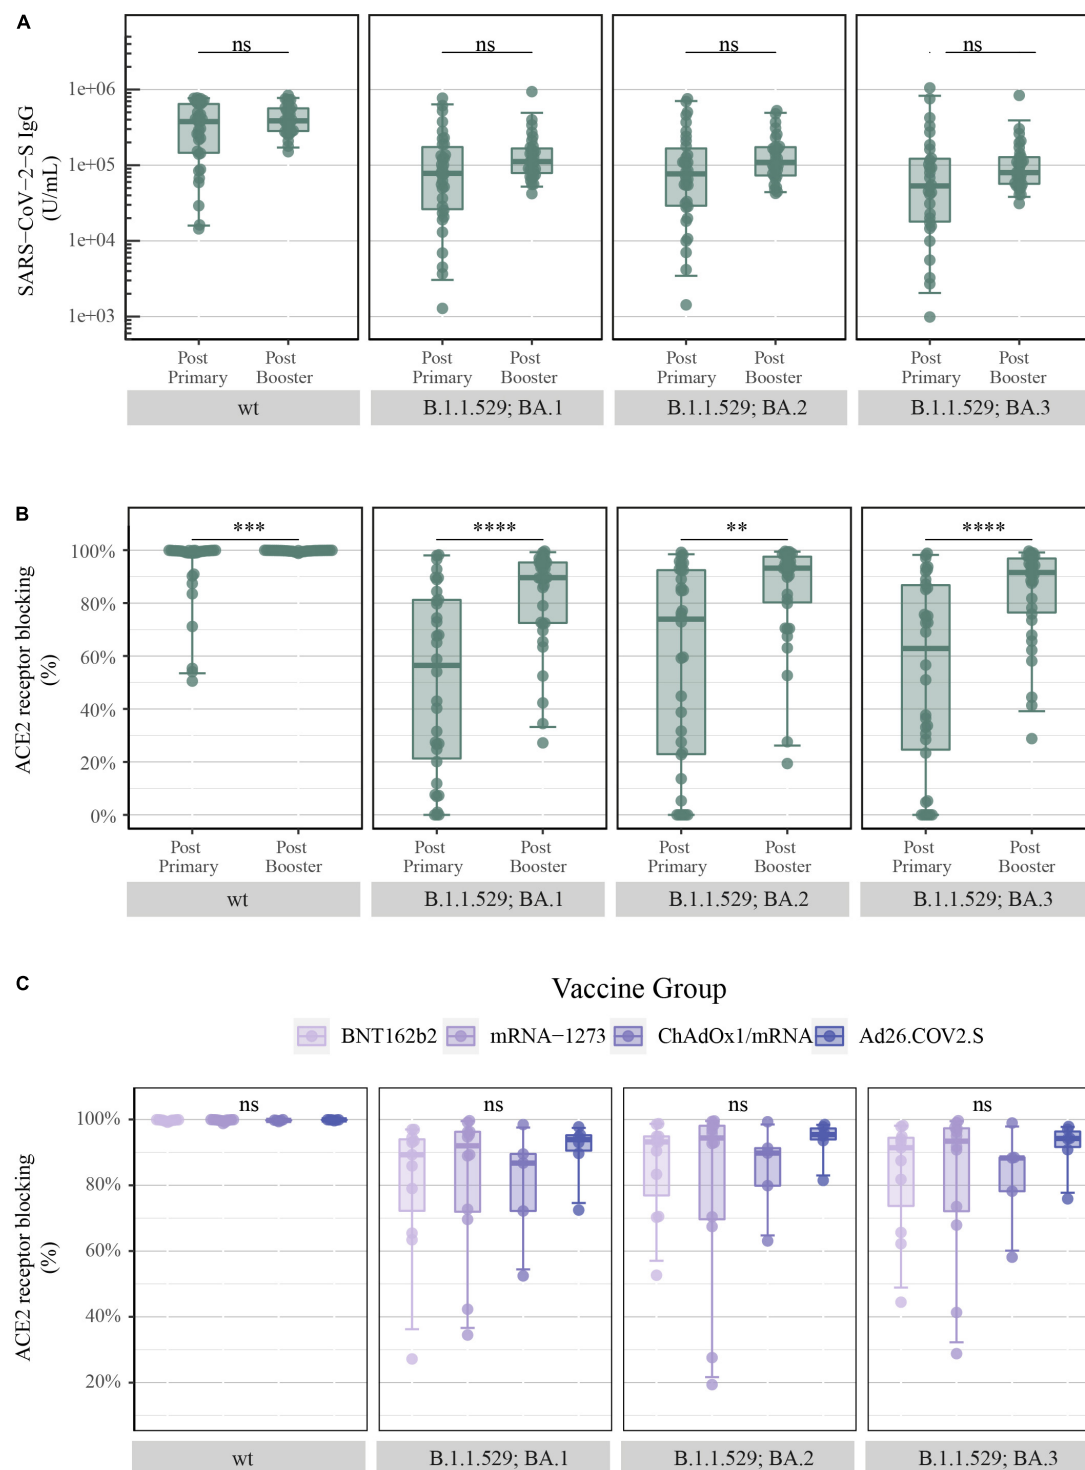 A
SARS−CoV−2−S IgG
(U/mL)
1e+06
1e+05
1e+04
1e+03
ns
ns
ns
ns
Post Primary
Post Booster
Post Primary
Post Booster
Post Primary
Post Booster
Post Primary
Post Booster
wt
B.1.1.529; BA.1
B.1.1.529; BA.2
B.1.1.529; BA.3
B
ACE2 receptor blocking
(%)
100%
80%
60%
40%
20%
0%
***
****
**
****
Post Primary
Post Booster
Post Primary
Post Booster
Post Primary
Post Booster
Post Primary
Post Booster
wt
B.1.1.529; BA.1
B.1.1.529; BA.2
B.1.1.529; BA.3
C
Vaccine Group
BNT162b2
mRNA−1273
ChAdOx1/mRNA
Ad26.COV2.S
ACE2 receptor blocking
(%)
100%
80%
60%
40%
20%
ns
ns
ns
ns
wt
B.1.1.529; BA.1
B.1.1.529; BA.2
B.1.1.529; BA.3